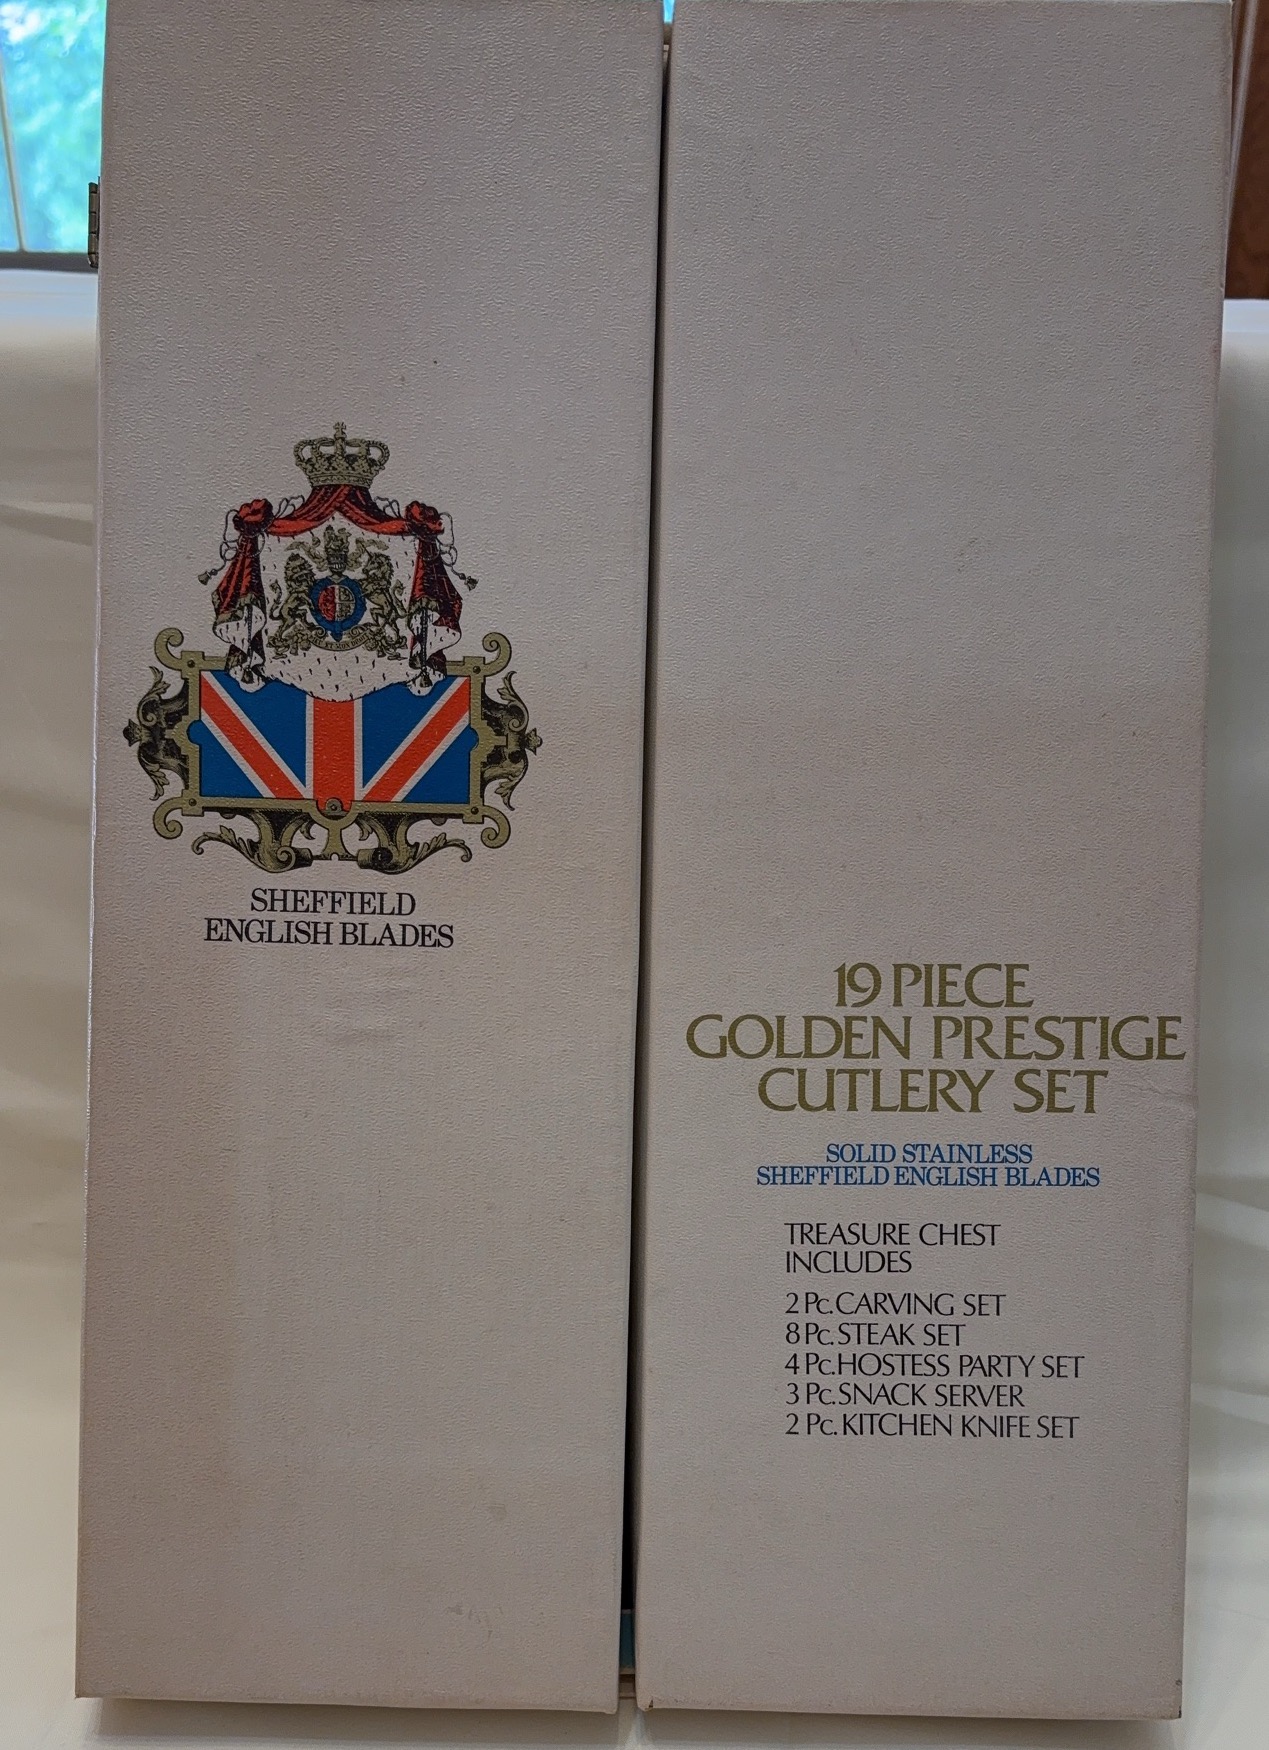 SHEFFIELD
ENGLISH BLADES
19 PIECE
GOLDEN PRESTIGE
CUTLERY SET
SOLID STAINLESS
SHEFFIELD ENGLISH BLADES
TREASURE CHEST
INCLUDES
2 Pc. CARVING SET
8 Pc. STEAK SET
4 Pc. HOSTESS PARTY SET
3 Pc. SNACK SERVER
2 Pc. KITCHEN KNIFE SET